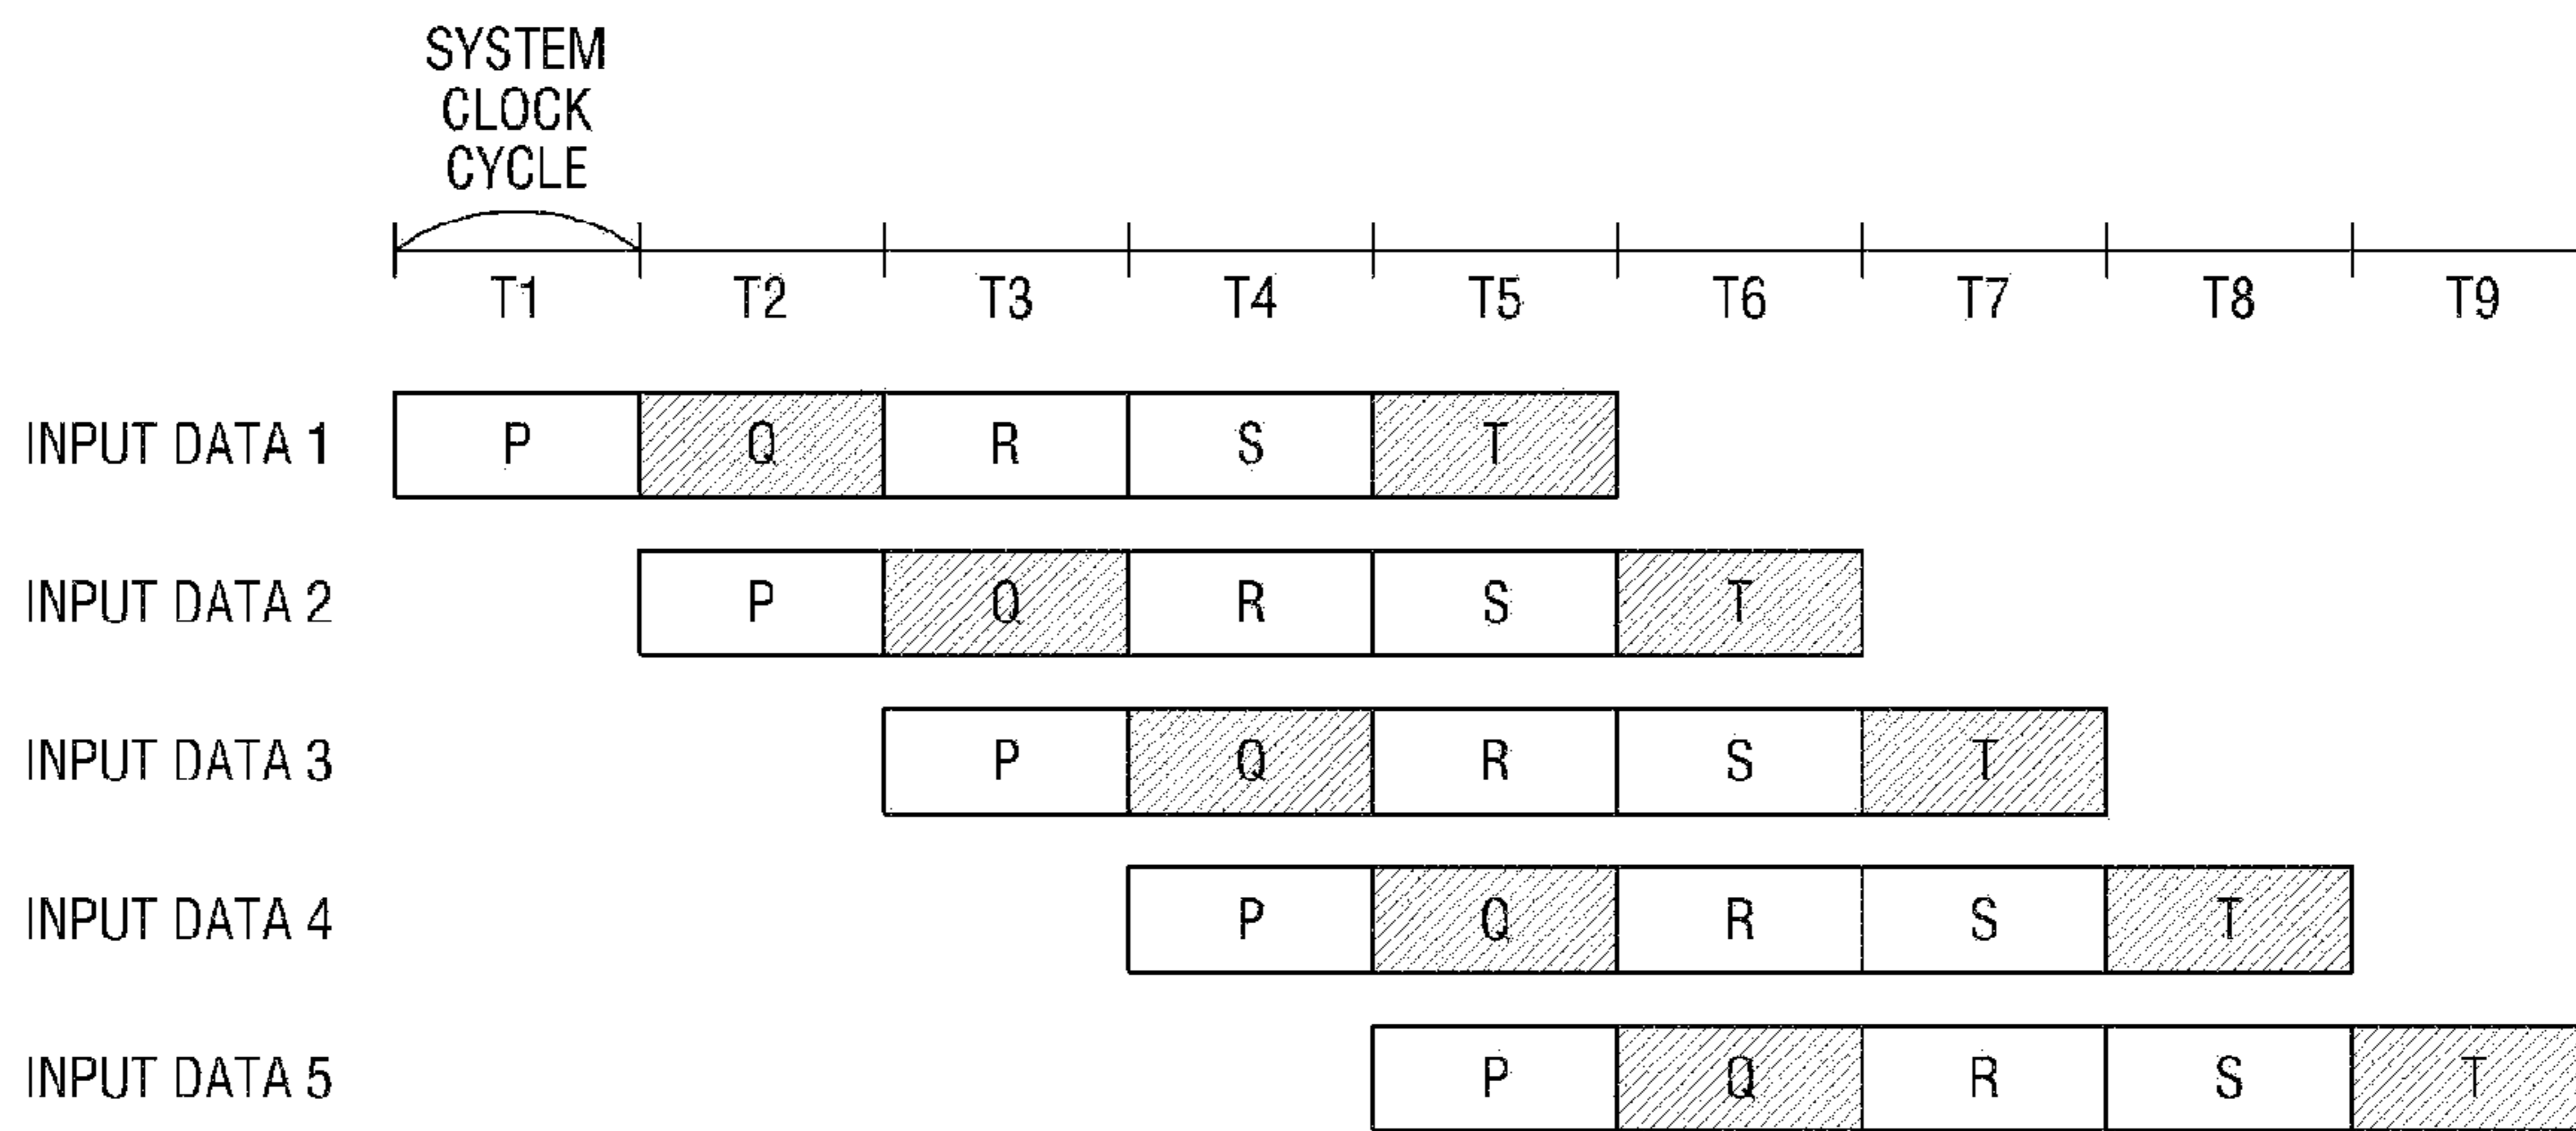 SYSTEM
CLOCK
CYCLE
T1 T2 T3 T4 T5 T6 T7 T8 T9
INPUT DATA 1 P Q R S T
INPUT DATA 2 P Q R S T
INPUT DATA 3 P Q R S T
INPUT DATA 4 P Q R S T
INPUT DATA 5 P Q R S T